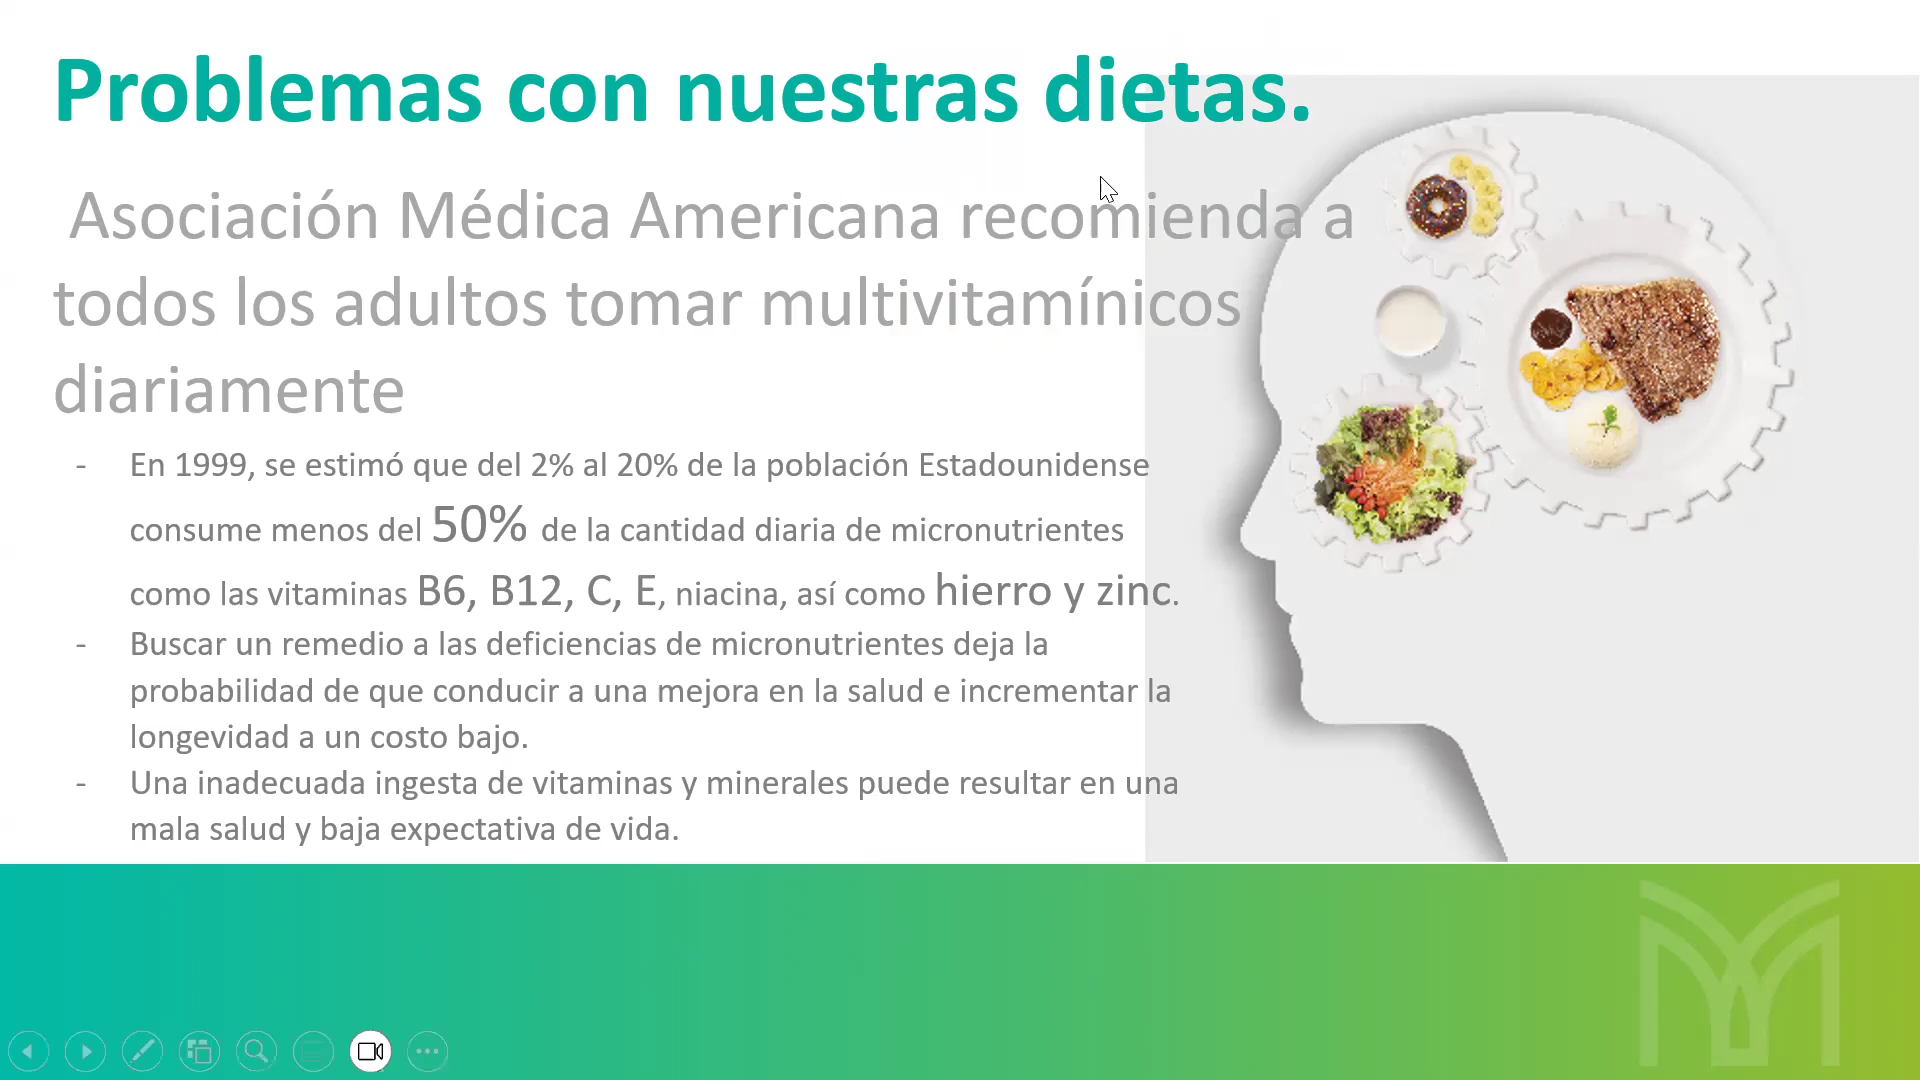 Problemas con nuestras dietas.
Asociación Médica Americana recomienda a
todos los adultos tomar multivitamínicos
diariamente
- En 1999, se estimó que del 2% al 20% de la población Estadounidense
consume menos del 50% de la cantidad diaria de micronutrientes
como las vitaminas B6, B12, C, E, niacina, así como hierro y zinc.
- Buscar un remedio a las deficiencias de micronutrientes deja la
probabilidad de que conducir a una mejora en la salud e incrementar la
longevidad a un costo bajo.
- Una inadecuada ingesta de vitaminas y minerales puede resultar en una
mala salud y baja expectativa de vida.